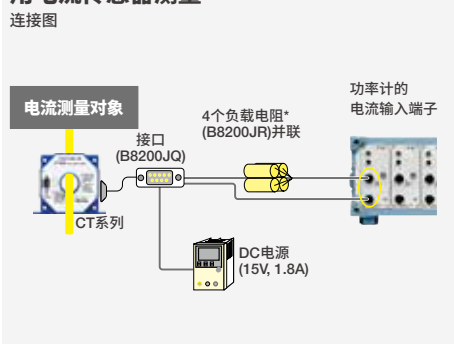 用电流传感器测量
连接图
电流测量对象
接口
(B8200JQ)
4个负载电阻*
(B8200JR)并联
功率计的
电流输入端子
CT系列
DC电源
(15V, 1.8A)